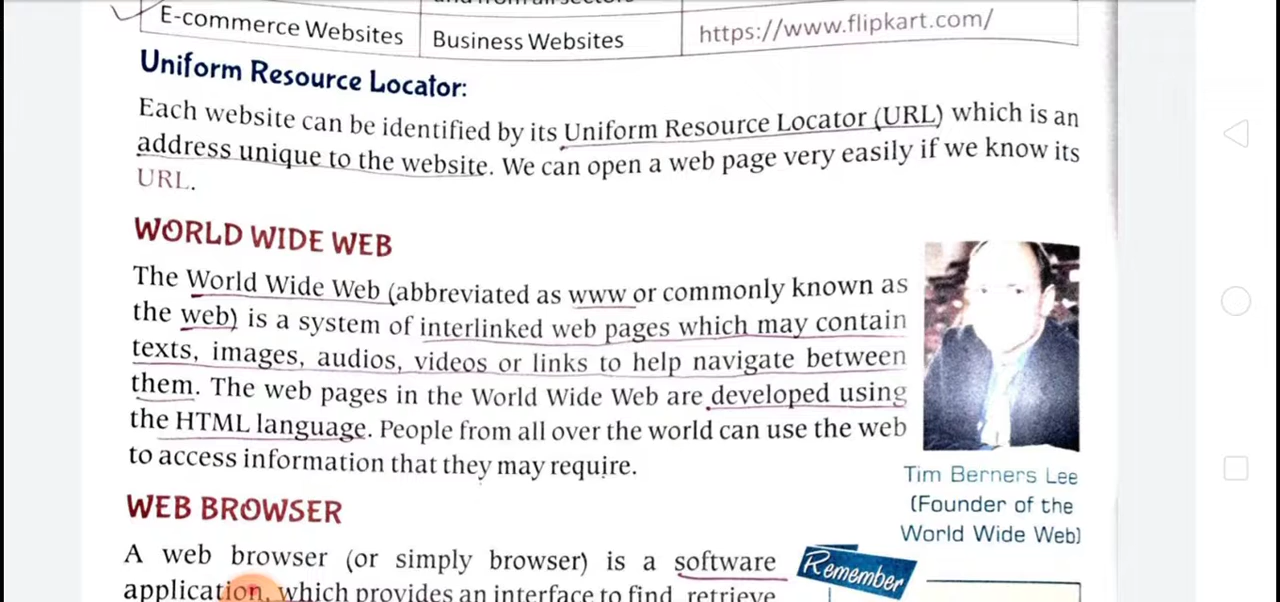 E-commerce Websites
Business Websites
https://www.flipkart.com/
Uniform Resource Locator:
Each website can be identified by its Uniform Resource Locator (URL) which is an
address unique to the website. We can open a web page very easily if we know its
URL.
WORLD WIDE WEB
The World Wide Web (abbreviated as www or commonly known as
the web) is a system of interlinked web pages which may contain
texts, images, audios, videos or links to help navigate between
them. The web pages in the World Wide Web are developed using
the HTML language. People from all over the world can use the web
to access information that they may require.
Tim Berners Lee
(Founder of the
World Wide Web)
WEB BROWSER
A web browser (or simply browser) is a software
application, which provides an interface to find, retrieve
Remember